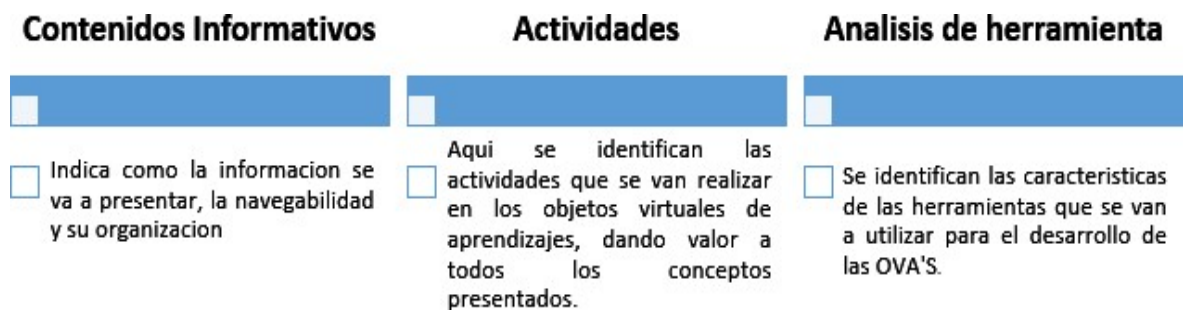 Contenidos Informativos
Indica como la informacion se
va a presentar, la navegabilidad
y su organizacion
Actividades
Aqui se identifican las
actividades que se van realizar
en los objetos virtuales de
aprendizajes, dando valor a
todos los conceptos
presentados.
Analisis de herramienta
Se identifican las caracteristicas
de las herramientas que se van
a utilizar para el desarrollo de
las OVA'S.